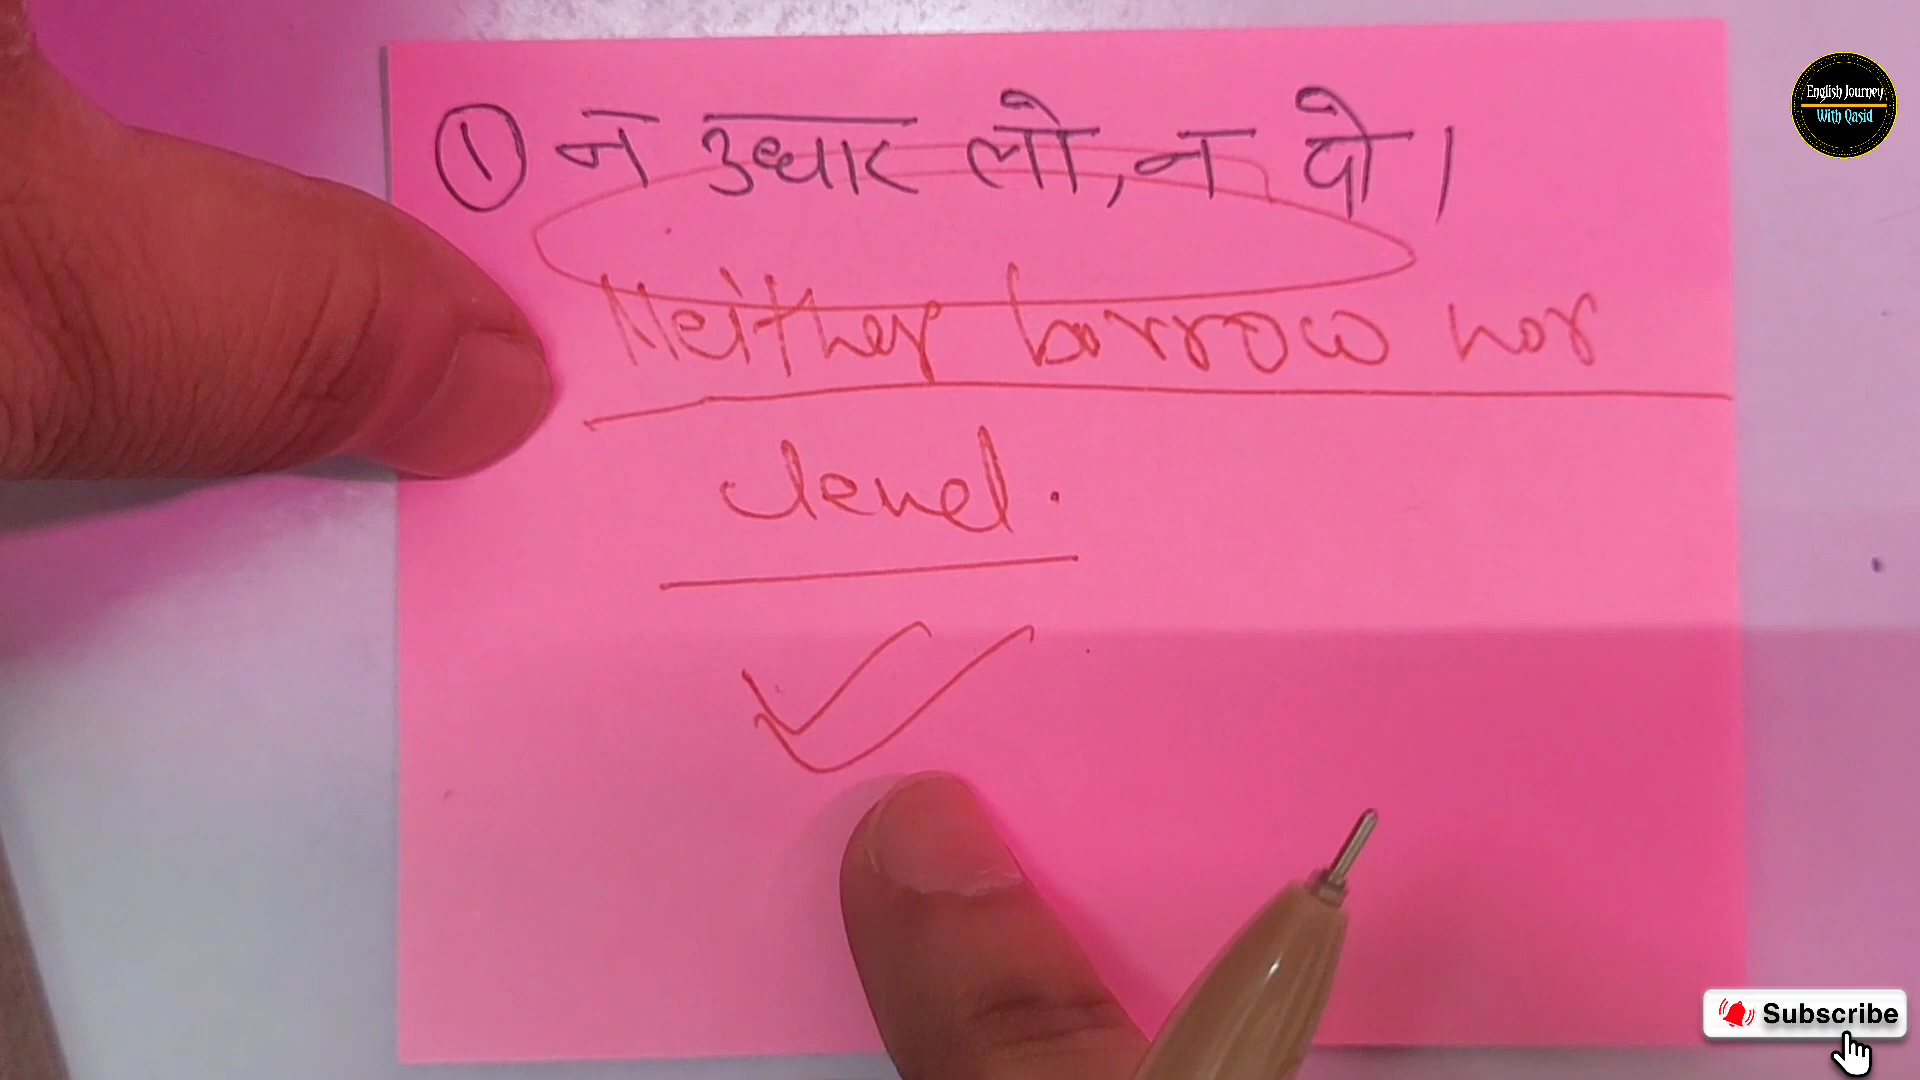 ① न उधार लो, न दो।
Neither borrow nor
lend.
English Journey
With Qasid
Subscribe